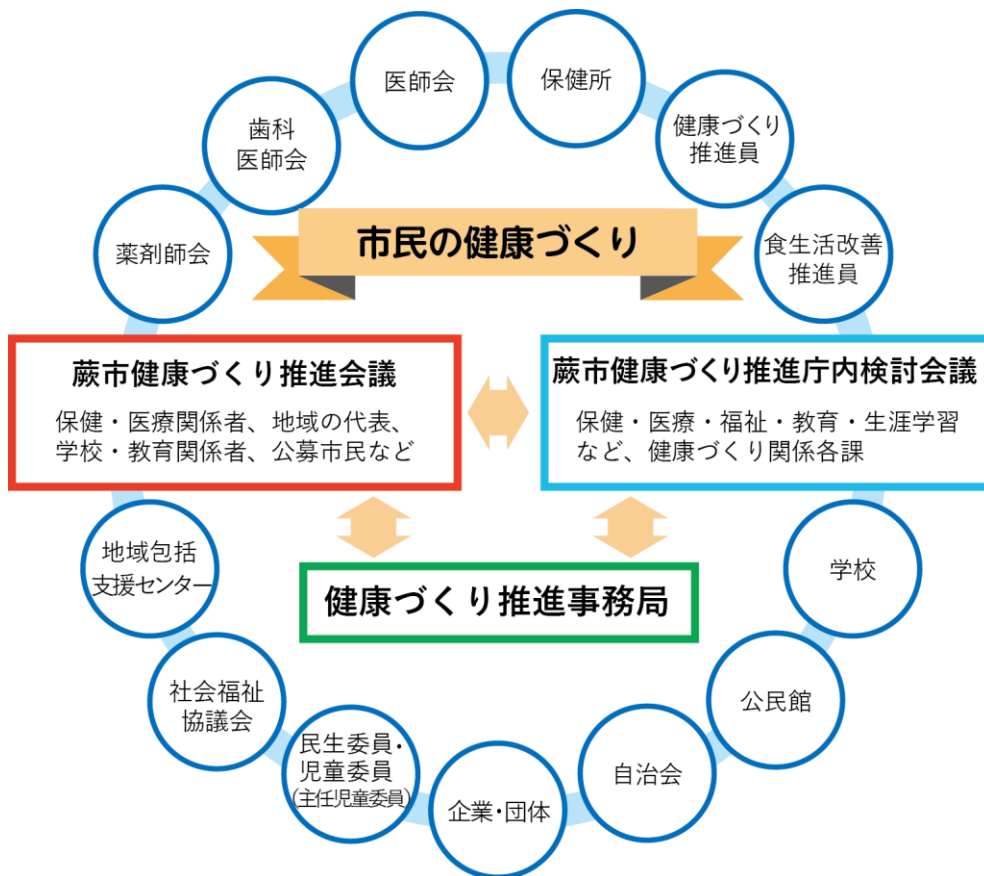 医師会
保健所
歯科
医師会
健康づくり
推進員
薬剤師会
食生活改善
推進員
市民の健康づくり
蕨市健康づくり推進会議
保健・医療関係者、地域の代表、
学校・教育関係者、公募市民など
蕨市健康づくり推進庁内検討会議
保健・医療・福祉・教育・生涯学習
など、健康づくり関係各課
健康づくり推進事務局
地域包括
支援センター
学校
社会福祉
協議会
公民館
民生委員・
児童委員
(主任児童委員)
自治会
企業・団体